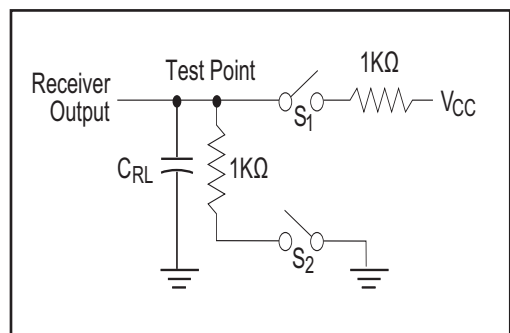 Receiver
Output
Test Point
1KΩ
S1
VCC
CRL
1KΩ
S2